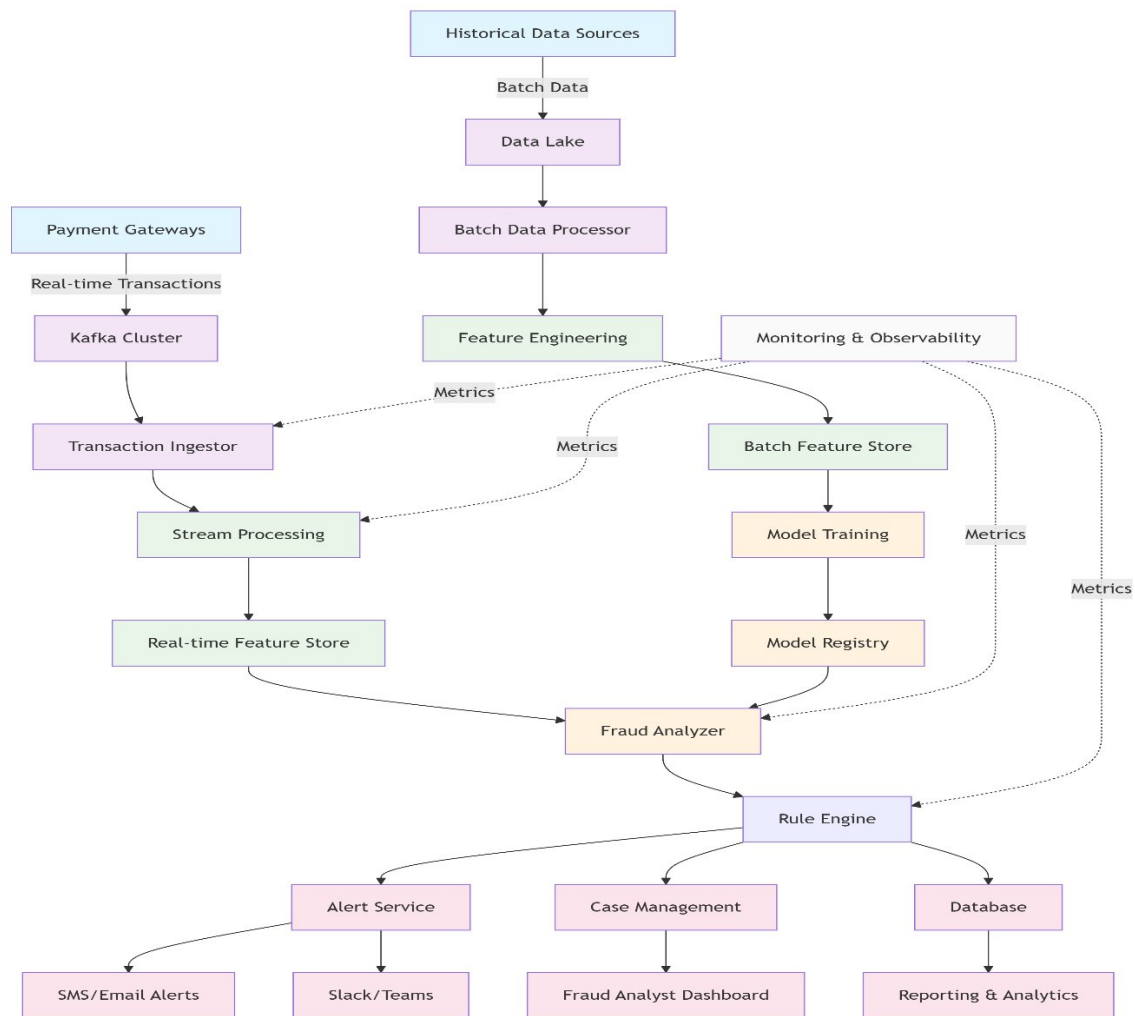 Historical Data Sources
Batch Data
Data Lake
Payment Gateways
Batch Data Processor
Real-time Transactions
Kafka Cluster
Feature Engineering
Monitoring & Observability
Metrics
Transaction Ingestor
Metrics
Batch Feature Store
Stream Processing
Model Training
Metrics
Metrics
Real-time Feature Store
Model Registry
Fraud Analyzer
Rule Engine
Alert Service
Case Management
Database
SMS/Email Alerts
Slack/Teams
Fraud Analyst Dashboard
Reporting & Analytics